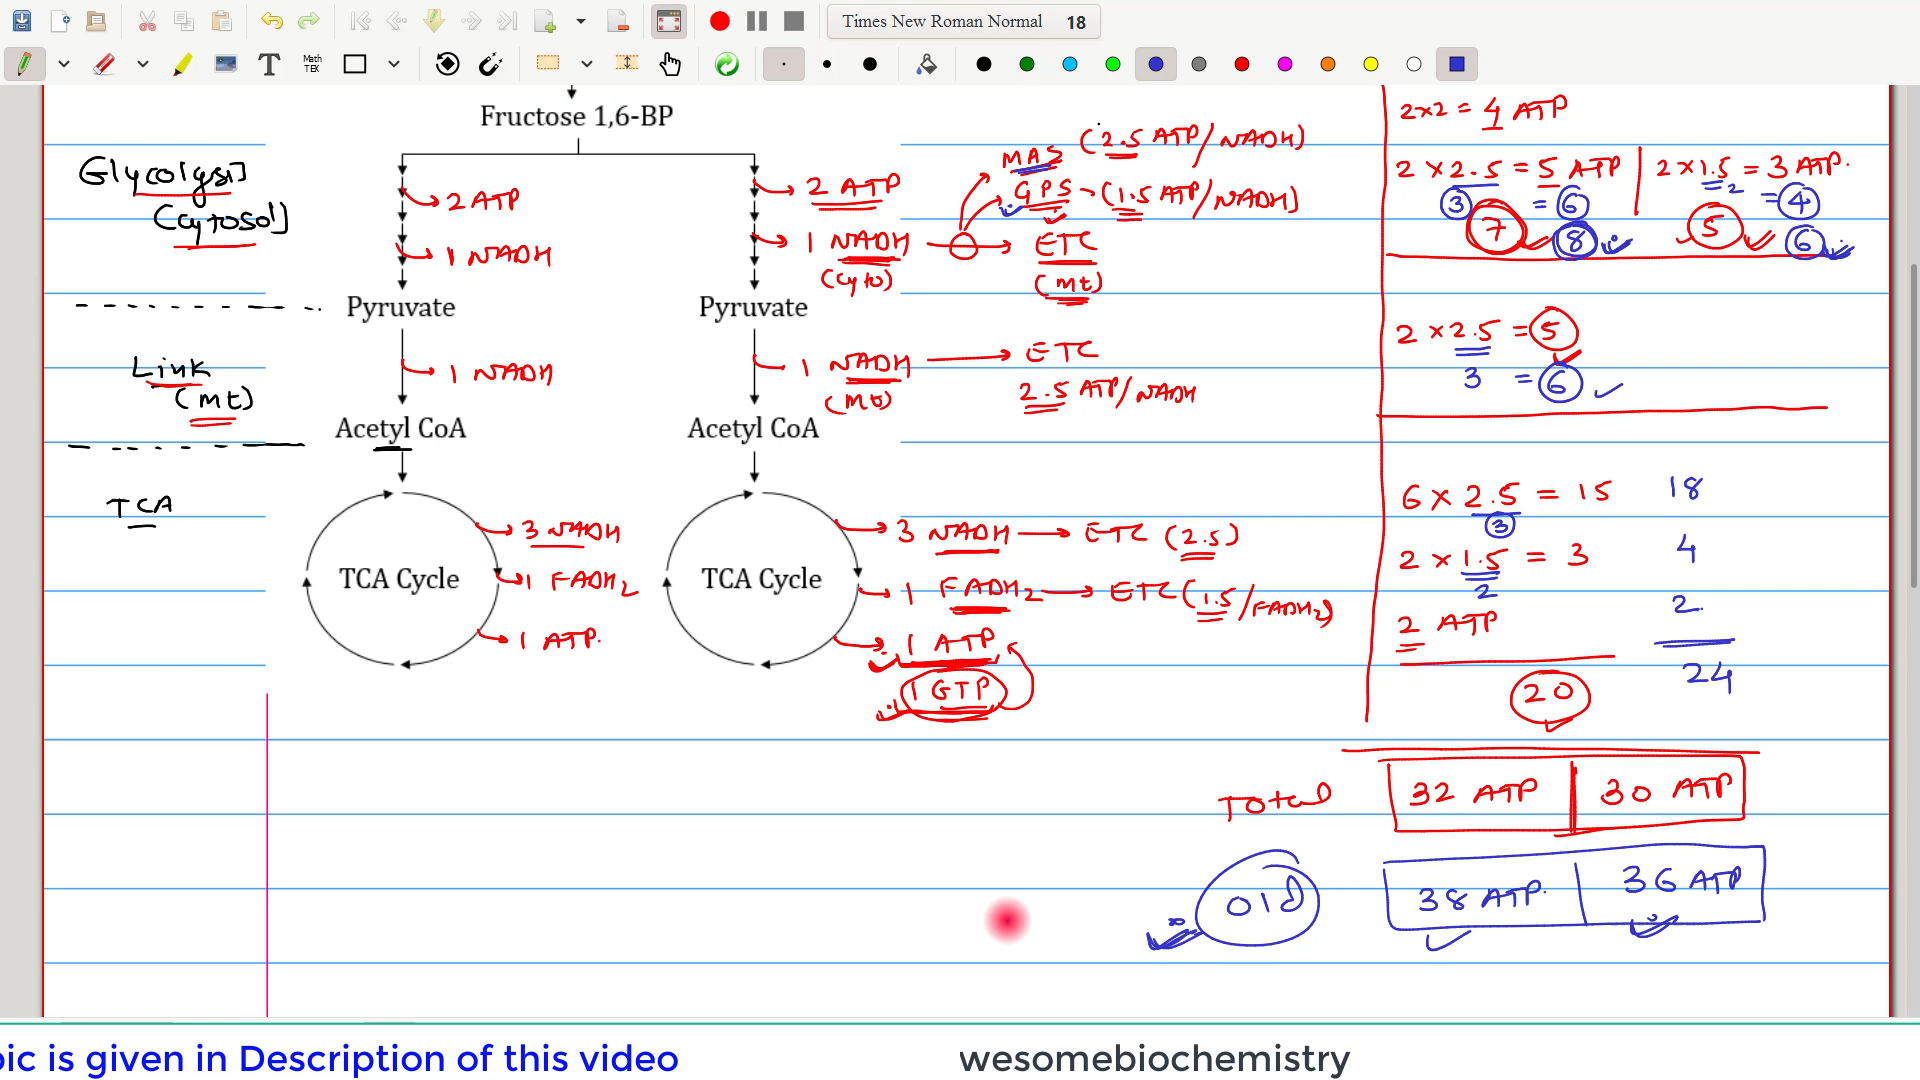 Times New Roman Normal 18
Math
TEX
Fructose 1,6-BP
Glycolysis
(Cytosol)
2 ATP
1 NADH
2 ATP
1 NADH
(Cyto)
MAS (2.5 ATP/NADH)
GPS (1.5 ATP/NADH)
ETC
(mt)
2x2 = 4 ATP
2 × 2.5 = 5 ATP
3 = 6
7 8
2 × 1.5 = 3 ATP.
2 = 4
5 6
Pyruvate
Pyruvate
Link
(mt)
1 NADH
1 NADH
(Mt)
ETC
2.5 ATP/NADH
2 × 2.5 = 5
3 = 6
Acetyl CoA
Acetyl CoA
TCA
TCA Cycle
3 NADH
1 FADH2
1 ATP.
TCA Cycle
3 NADH ETC (2.5)
1 FADH2 ETC (1.5/FADH2)
1 ATP
1 GTP
6 × 2.5 = 15 18
3
2 × 1.5 = 3 4
2
2 ATP 2
20 24
Total 32 ATP 30 ATP
Old 38 ATP. 36 ATP
pic is given in Description of this video
wesomebiochemistry